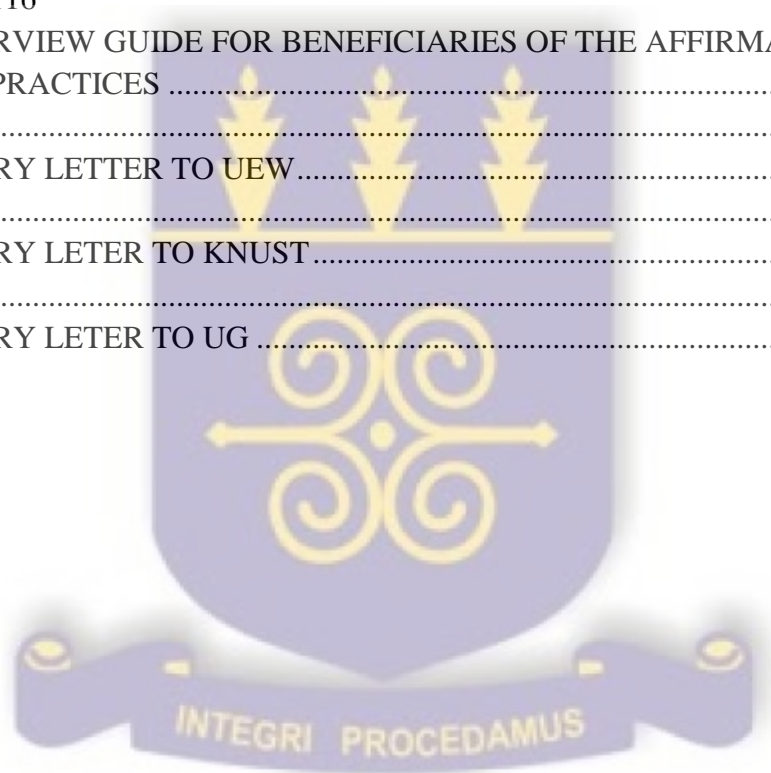 116
RVIEW GUIDE FOR BENEFICIARIES OF THE AFFIRMA
PRACTICES ................................................................
................................................................................
RY LETTER TO UEW................................................
................................................................................
RY LETER TO KNUST..............................................
................................................................................
RY LETER TO UG ....................................................
INTEGRI PROCEDAMUS